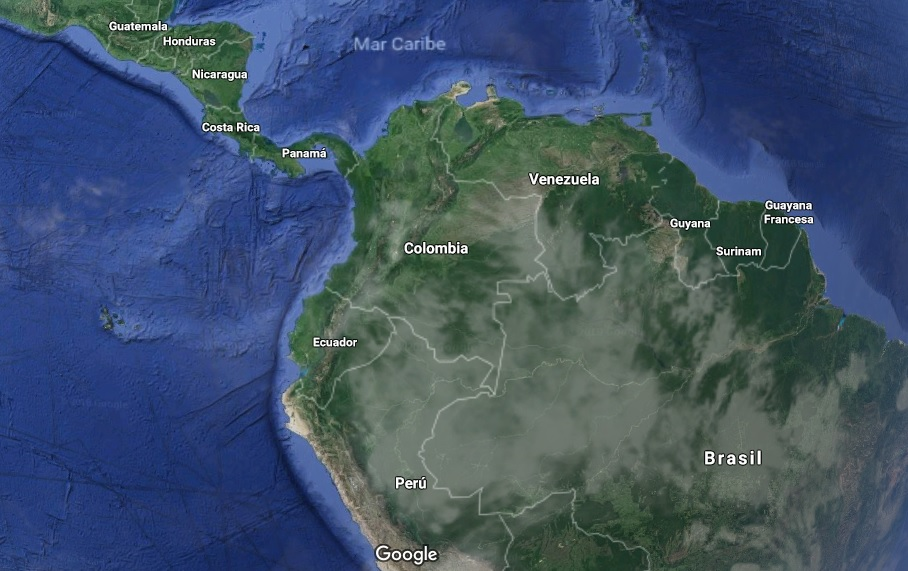 Guatemala
Honduras
Mar Caribe
Nicaragua
Costa Rica
Panamá
Venezuela
Guayana
Francesa
Guyana
Colombia
Surinam
Ecuador
Brasil
Perú
Google